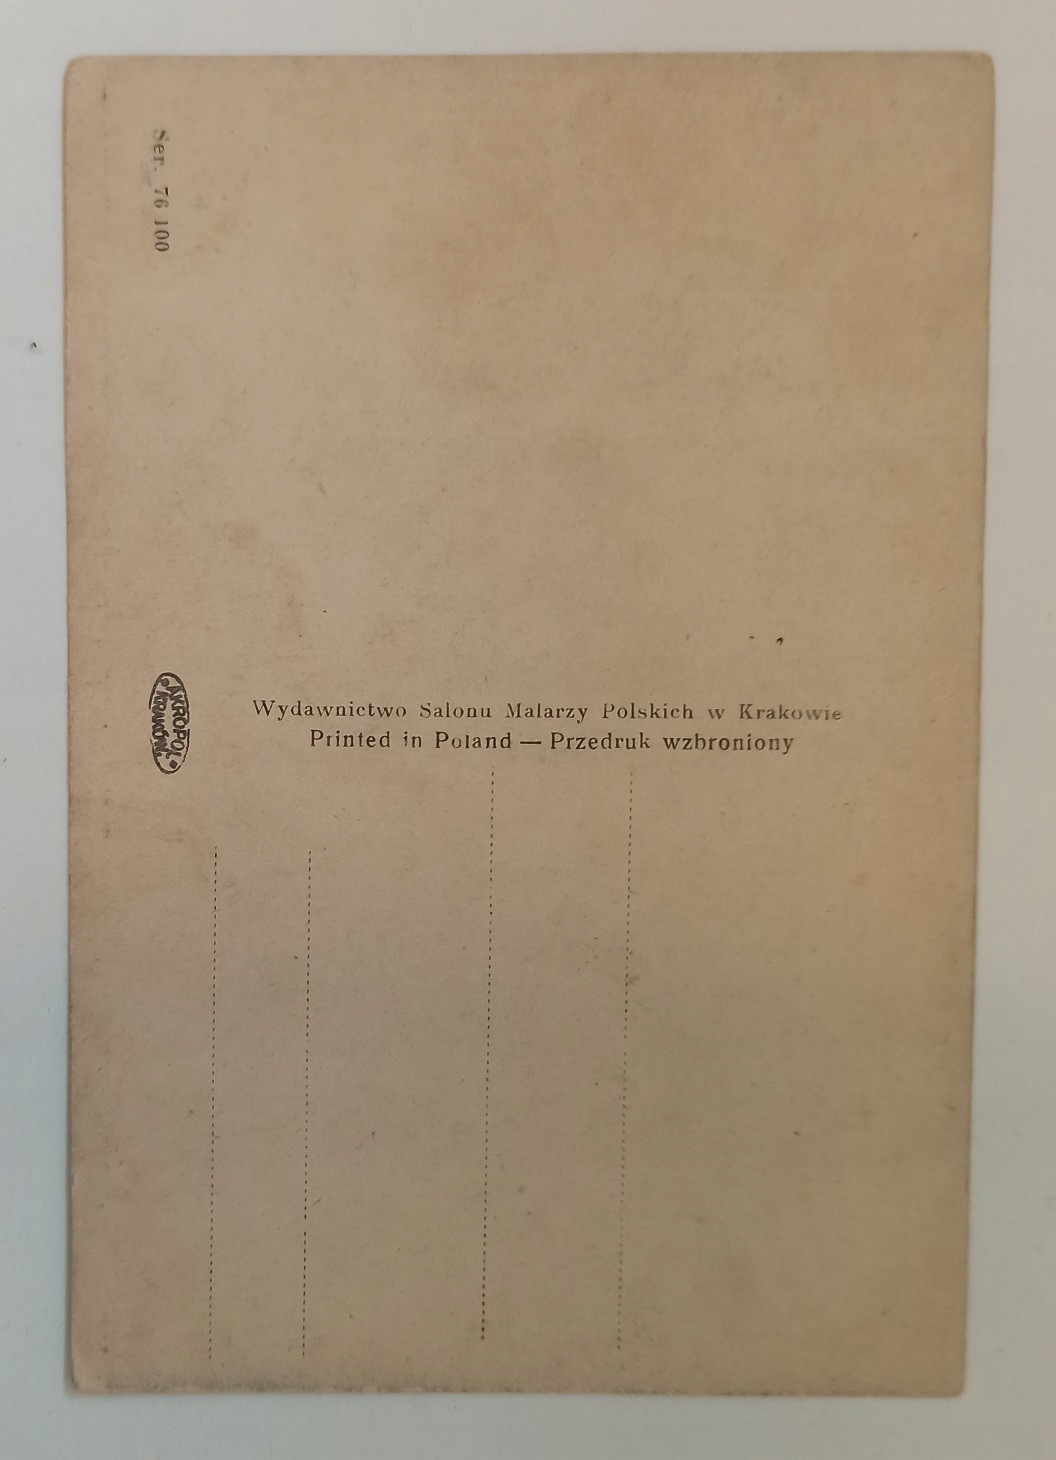 Ser. 76 100
AKROPOL
KRAKÓW
Wydawnictwo Salonu Malarzy Polskich w Krakowie
Printed in Poland — Przedruk wzbroniony